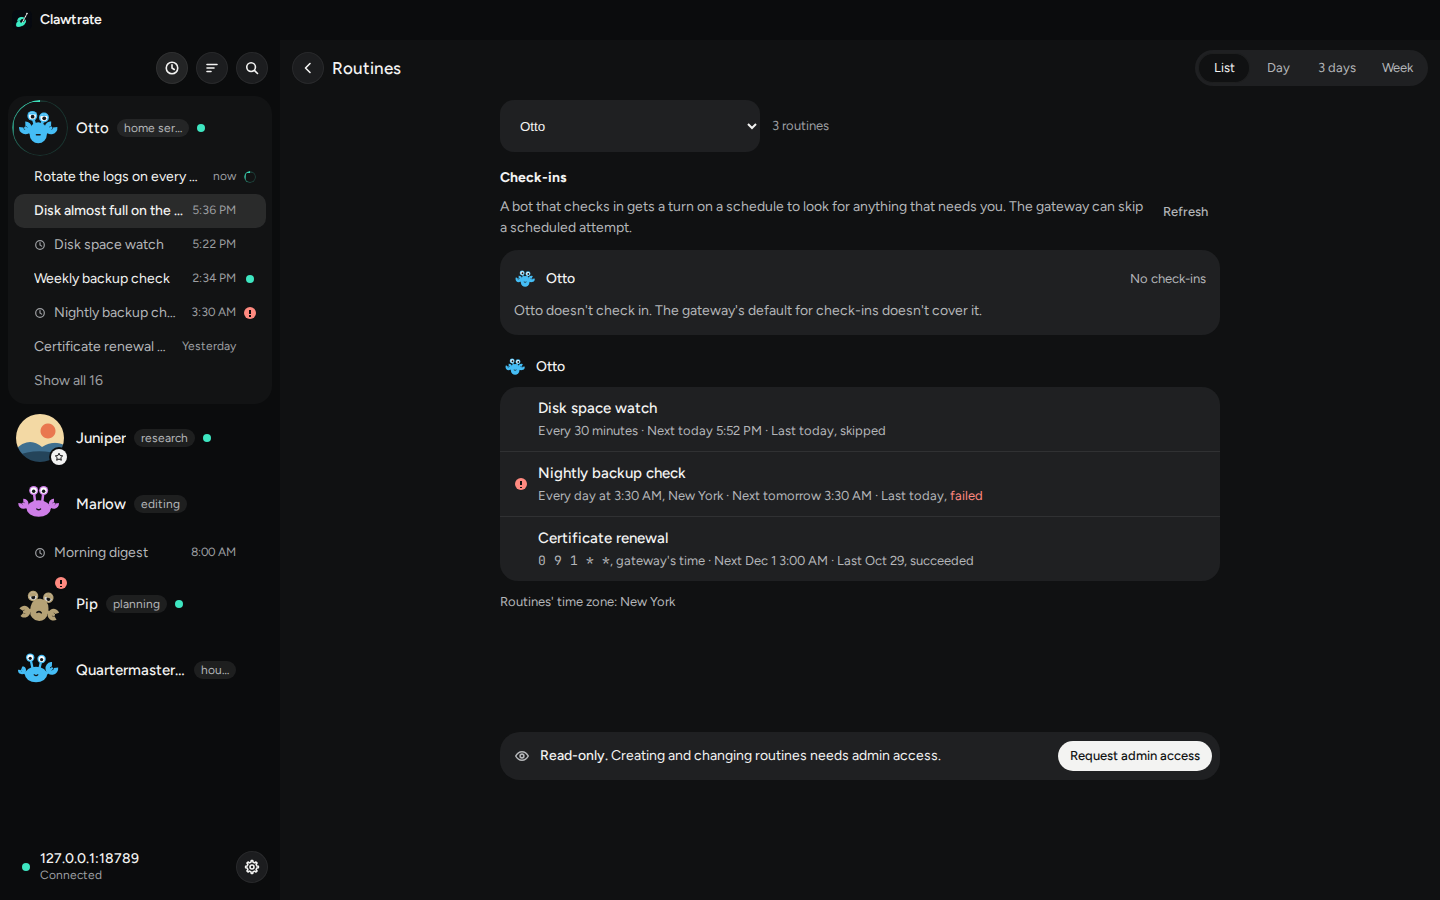 Clawtrate
Routines
List
Day
3 days
Week
Otto
home ser...
Rotate the logs on every ...
now
Disk almost full on the ...
5:36 PM
Disk space watch
5:22 PM
Weekly backup check
2:34 PM
Nightly backup ch...
3:30 AM
Certificate renewal ...
Yesterday
Show all 16
Juniper
research
Marlow
editing
Morning digest
8:00 AM
Pip
planning
Quartermaster...
hou...
127.0.0.1:18789
Connected
Otto
3 routines
Check-ins
A bot that checks in gets a turn on a schedule to look for anything that needs you. The gateway can skip
a scheduled attempt.
Refresh
Otto
No check-ins
Otto doesn't check in. The gateway's default for check-ins doesn't cover it.
Otto
Disk space watch
Every 30 minutes · Next today 5:52 PM · Last today, skipped
Nightly backup check
Every day at 3:30 AM, New York · Next tomorrow 3:30 AM · Last today, failed
Certificate renewal
0 9 1 * *, gateway's time · Next Dec 1 3:00 AM · Last Oct 29, succeeded
Routines' time zone: New York
Read-only. Creating and changing routines needs admin access.
Request admin access